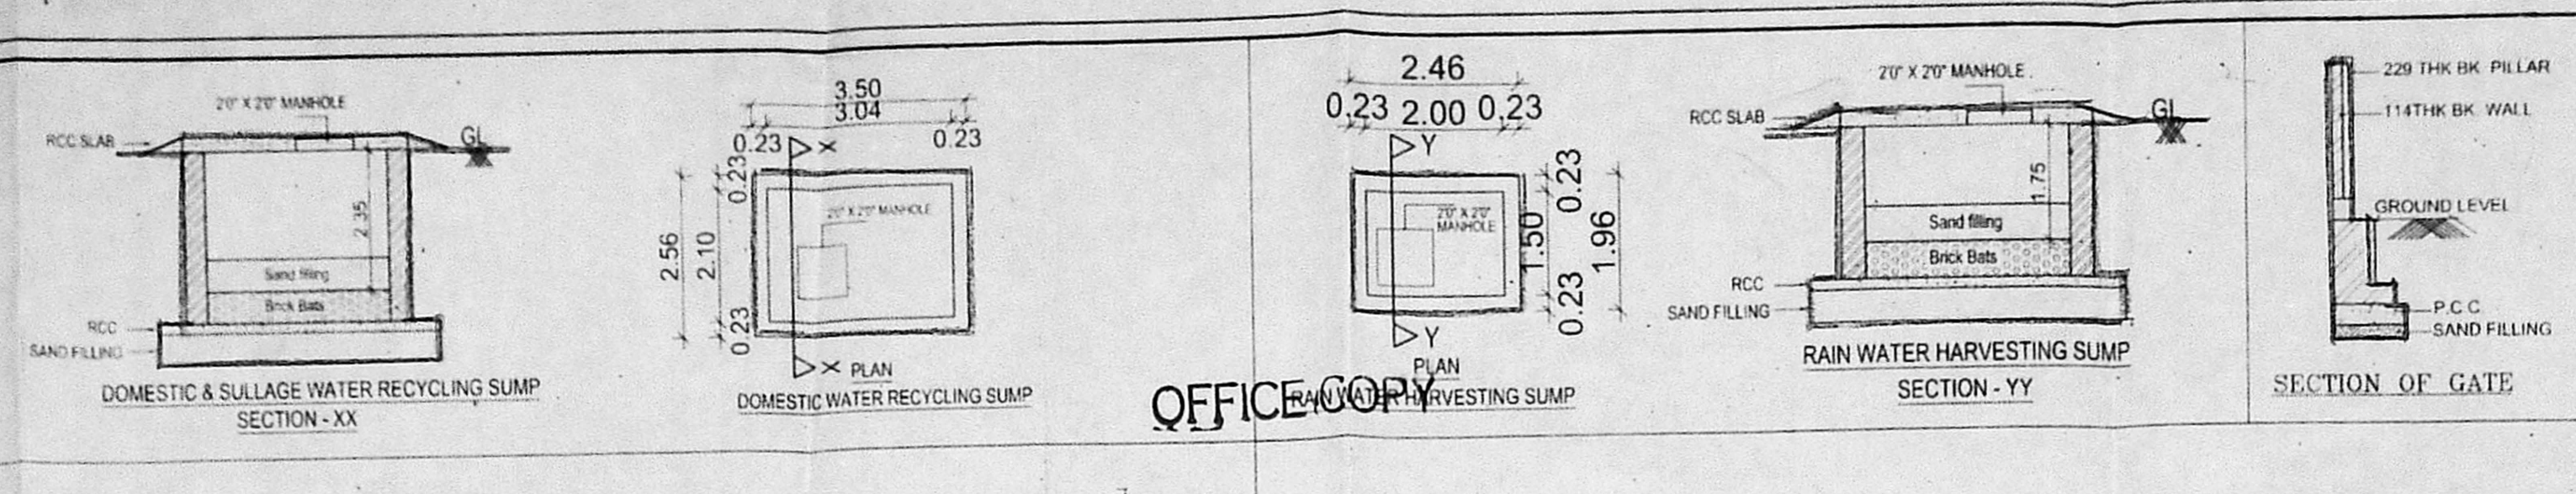 2'0" X 2'0" MANHOLE
RCC SLAB
GL
2.35
Sand filling
Brick Bats
RCC
SAND FILLING
DOMESTIC & SULLAGE WATER RECYCLING SUMP
SECTION - XX
3.50
3.04
0.23
0.23
X
0.23
2.56
2.10
0.23
2'0" X 2'0" MANHOLE
X
PLAN
DOMESTIC WATER RECYCLING SUMP
OFFICE COPY
2.46
0.23 2.00 0.23
Y
0.23
1.50
1.96
0.23
2'0" X 2'0"
MANHOLE
Y
PLAN
RAIN WATER HARVESTING SUMP
2'0" X 2'0" MANHOLE
RCC SLAB
GL
1.75
Sand filling
Brick Bats
RCC
SAND FILLING
RAIN WATER HARVESTING SUMP
SECTION - YY
229 THK BK PILLAR
114THK BK WALL
GROUND LEVEL
P.C.C
SAND FILLING
SECTION OF GATE